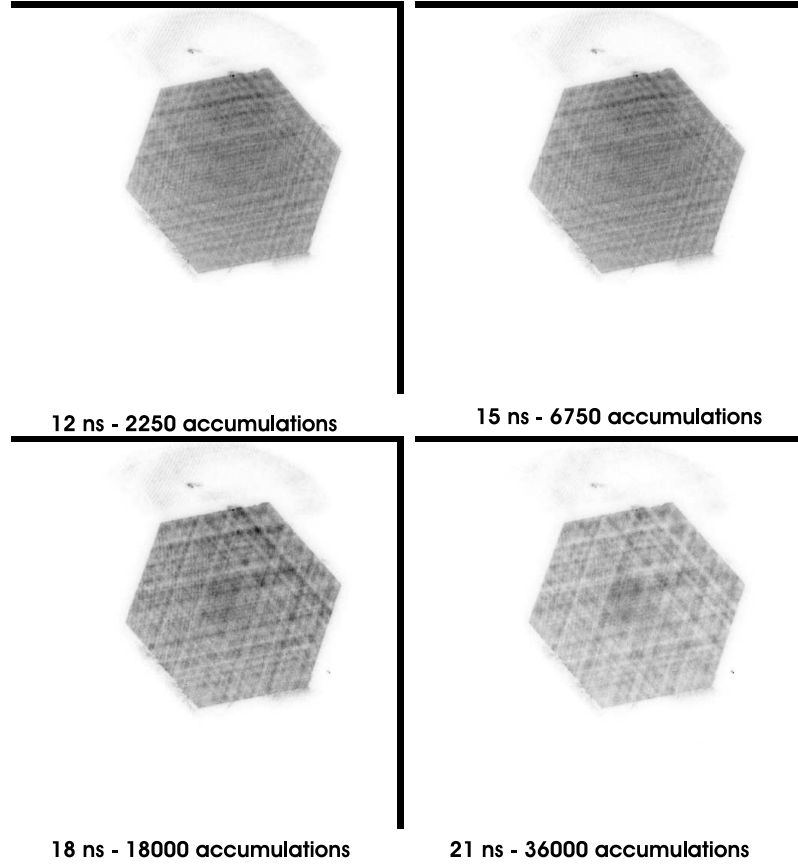 12 ns - 2250 accumulations
15 ns - 6750 accumulations
18 ns - 18000 accumulations
21 ns - 36000 accumulations